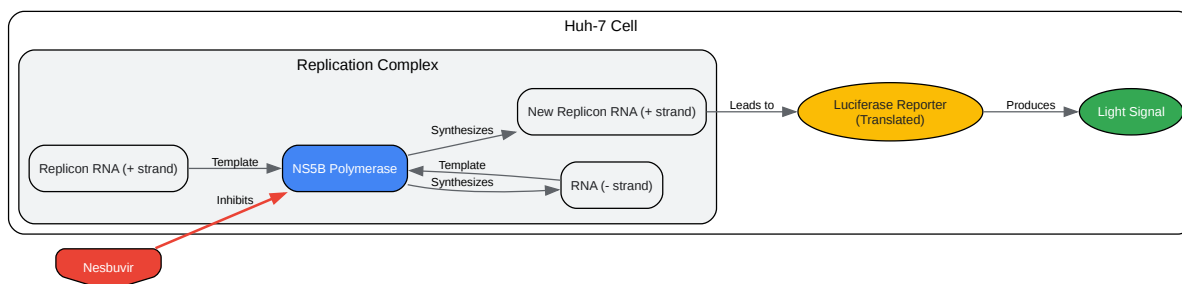 Huh-7 Cell
Replication Complex
Replicon RNA (+ strand)
Template
NS5B Polymerase
Synthesizes
New Replicon RNA (+ strand)
Template
Synthesizes
RNA (- strand)
Leads to
Luciferase Reporter
(Translated)
Produces
Light Signal
Inhibits
Nesbuvir